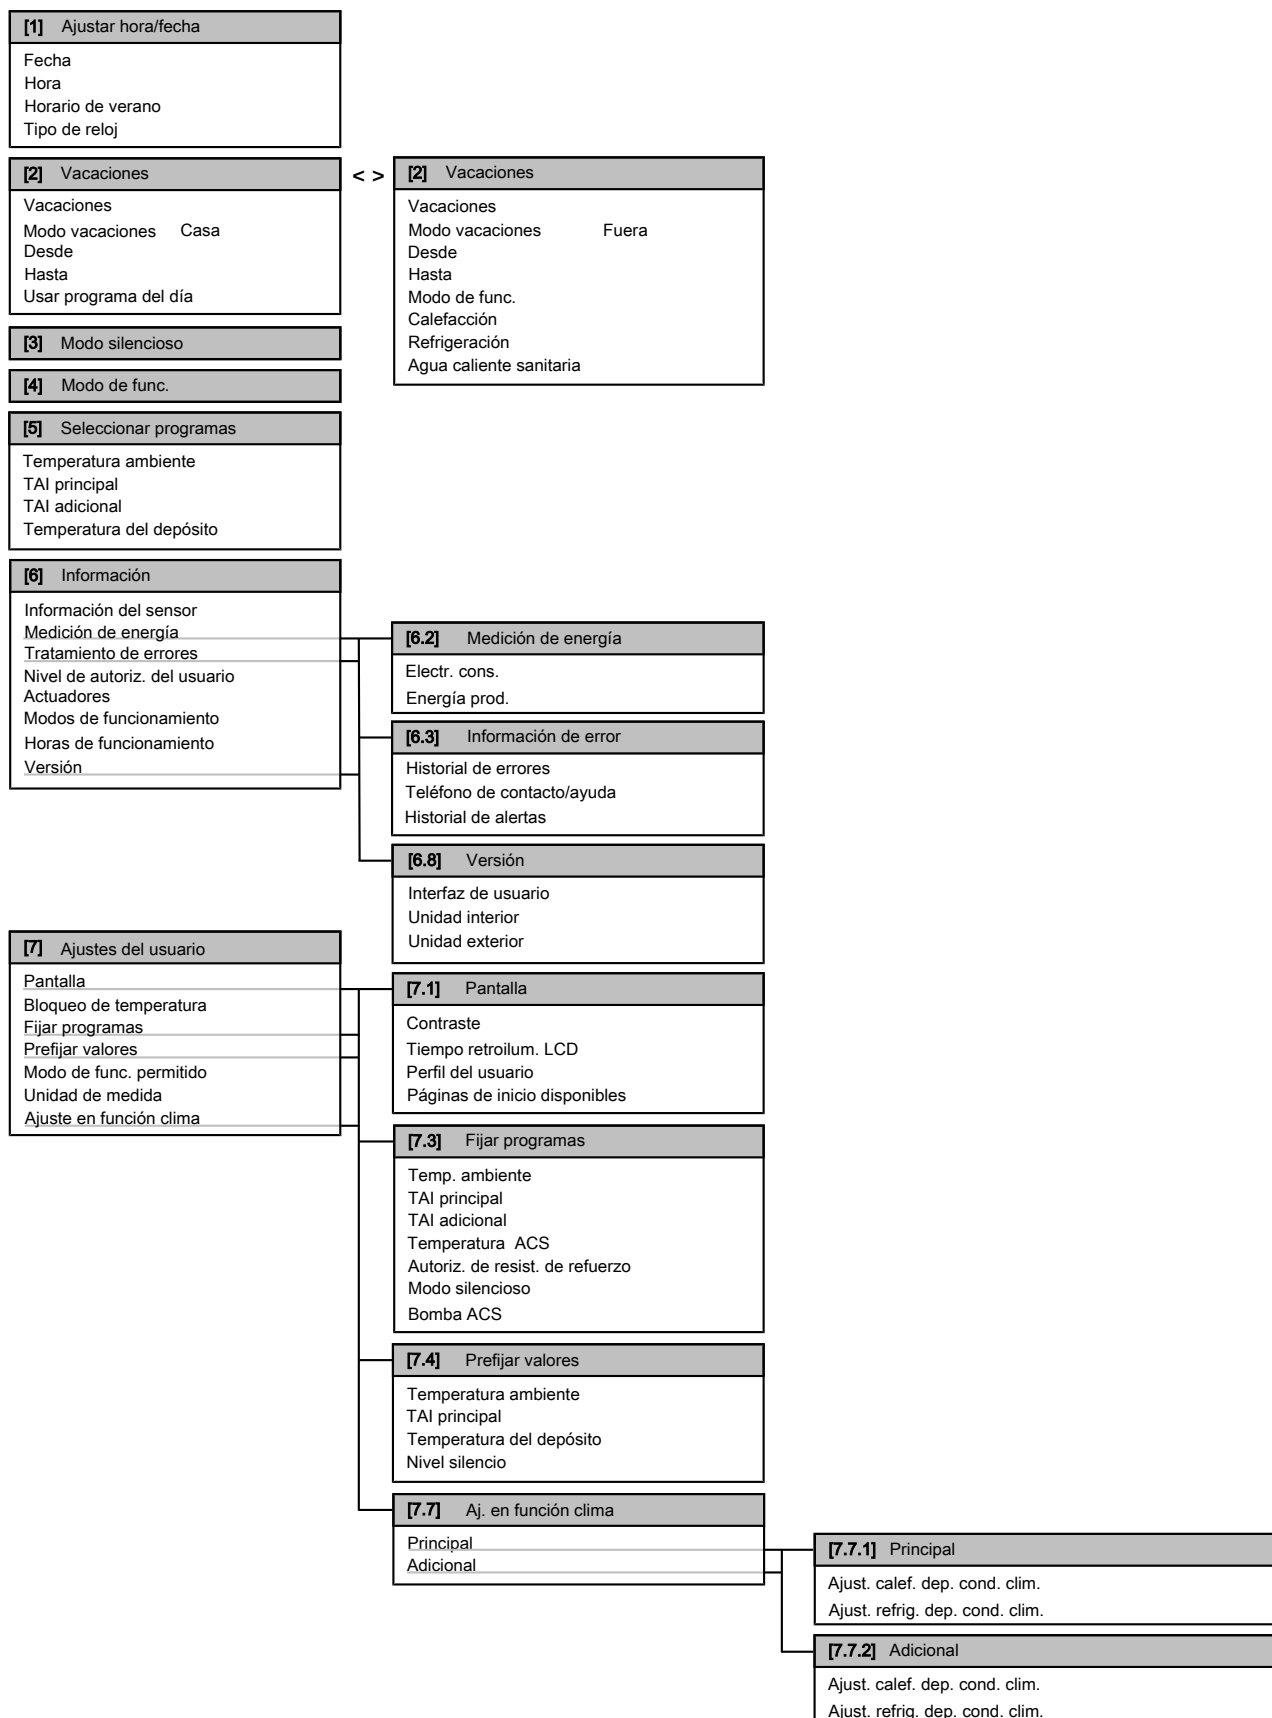 [1] Ajustar hora/fecha
Fecha
Hora
Horario de verano
Tipo de reloj
[2] Vacaciones
Vacaciones
Modo vacaciones Casa
Desde
Hasta
Usar programa del día
< >
[2] Vacaciones
Vacaciones
Modo vacaciones Fuera
Desde
Hasta
Modo de func.
Calefacción
Refrigeración
Agua caliente sanitaria
[3] Modo silencioso
[4] Modo de func.
[5] Seleccionar programas
Temperatura ambiente
TAI principal
TAI adicional
Temperatura del depósito
[6] Información
Información del sensor
Medición de energía
Tratamiento de errores
Nivel de autoriz. del usuario
Actuadores
Modos de funcionamiento
Horas de funcionamiento
Versión
[6.2] Medición de energía
Electr. cons.
Energía prod.
[6.3] Información de error
Historial de errores
Teléfono de contacto/ayuda
Historial de alertas
[6.8] Versión
Interfaz de usuario
Unidad interior
Unidad exterior
[7] Ajustes del usuario
Pantalla
Bloqueo de temperatura
Fijar programas
Prefijar valores
Modo de func. permitido
Unidad de medida
Ajuste en función clima
[7.1] Pantalla
Contraste
Tiempo retroilum. LCD
Perfil del usuario
Páginas de inicio disponibles
[7.3] Fijar programas
Temp. ambiente
TAI principal
TAI adicional
Temperatura ACS
Autoriz. de resist. de refuerzo
Modo silencioso
Bomba ACS
[7.4] Prefijar valores
Temperatura ambiente
TAI principal
Temperatura del depósito
Nivel silencio
[7.7] Aj. en función clima
Principal
Adicional
[7.7.1] Principal
Ajust. calef. dep. cond. clim.
Ajust. refrig. dep. cond. clim.
[7.7.2] Adicional
Ajust. calef. dep. cond. clim.
Ajust. refrig. dep. cond. clim.